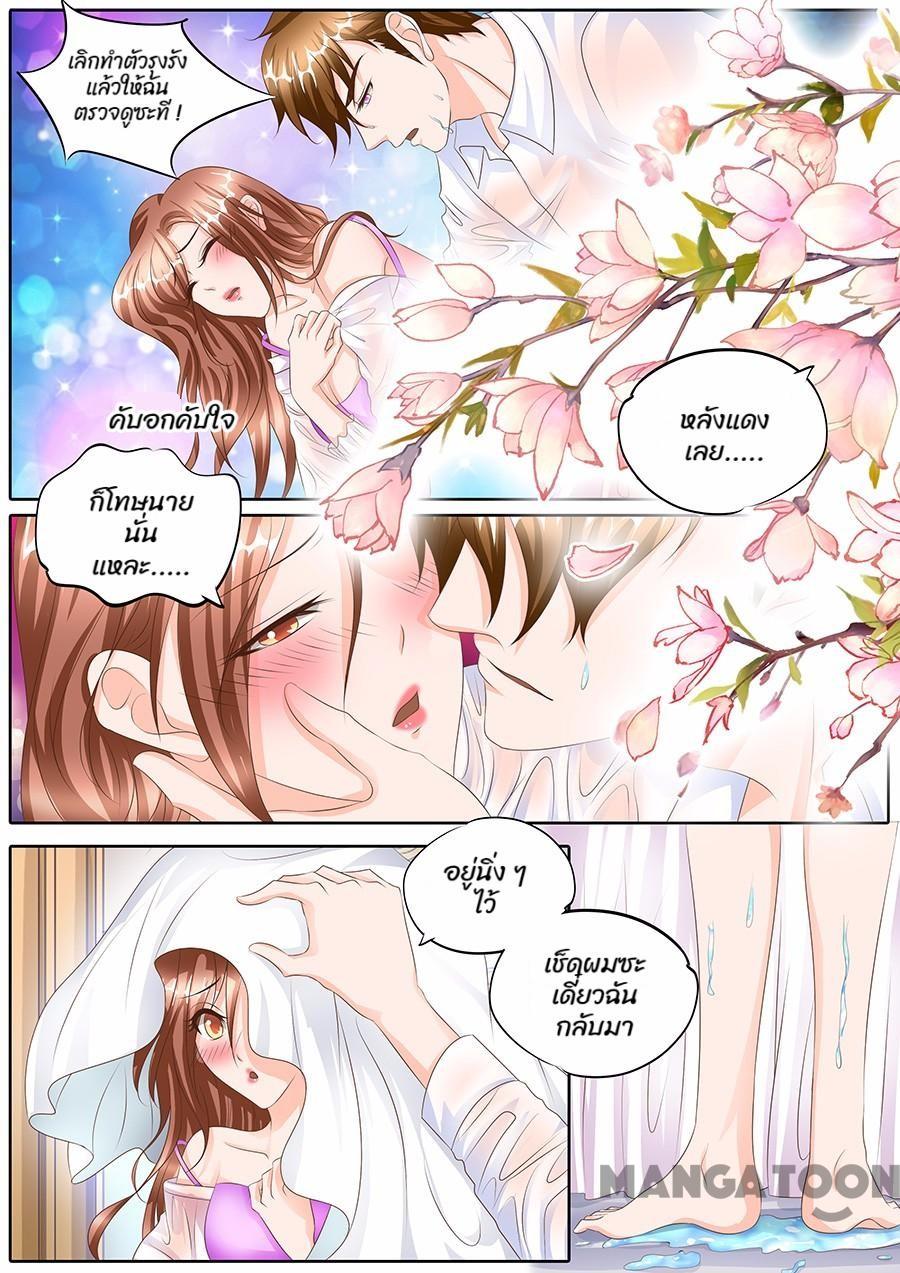 เลิกทำตัวรุงรัง
แล้วให้ฉัน
ตรวจดูซะที !
คับอกคับใจ
หลังแดง
เลย.....
ก็โทษนาย
นั่น
แหละ.....
อยู่นิ่ง ๆ
ไว้
เช็ดผมซะ
เดี๋ยวฉัน
กลับมา
MANGATOON